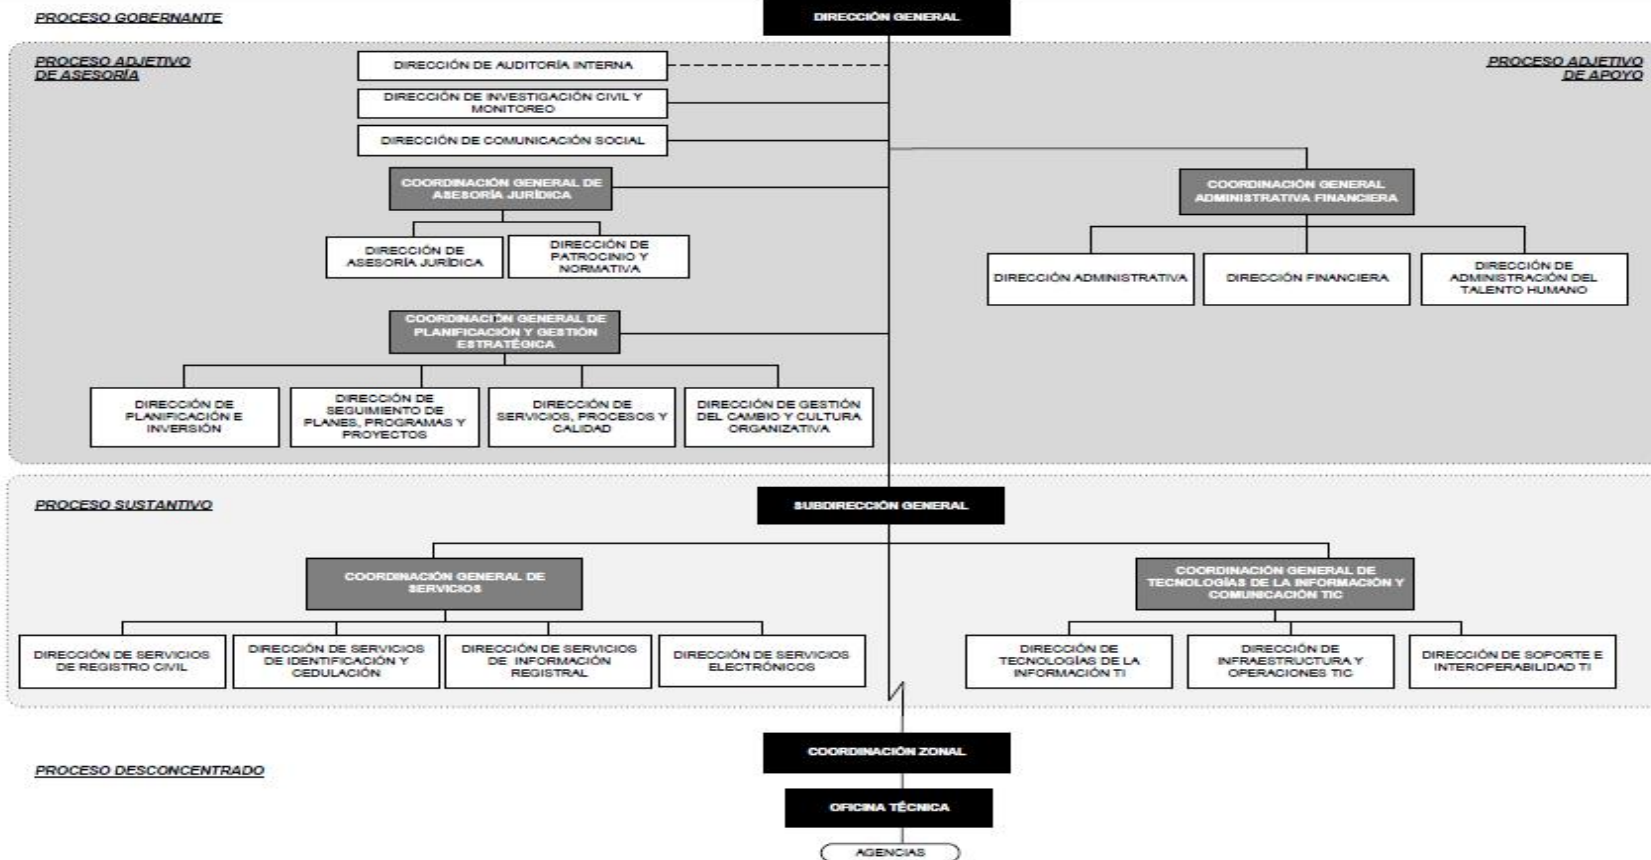 PROCESO GOBERNANTE
DIRECCIÓN GENERAL
PROCESO ADJETIVO
DE ASESORÍA
PROCESO ADJETIVO
DE APOYO
DIRECCIÓN DE AUDITORÍA INTERNA
DIRECCIÓN DE INVESTIGACIÓN CIVIL Y
MONITOREO
DIRECCIÓN DE COMUNICACIÓN SOCIAL
COORDINACIÓN GENERAL DE
ASESORÍA JURÍDICA
DIRECCIÓN DE
ASESORÍA JURÍDICA
DIRECCIÓN DE
PATROCINIO Y
NORMATIVA
COORDINACIÓN GENERAL
ADMINISTRATIVA FINANCIERA
DIRECCIÓN ADMINISTRATIVA
DIRECCIÓN FINANCIERA
DIRECCIÓN DE
ADMINISTRACIÓN DEL
TALENTO HUMANO
COORDINACIÓN GENERAL DE
PLANIFICACIÓN Y GESTIÓN
ESTRATÉGICA
DIRECCIÓN DE
PLANIFICACIÓN E
INVERSIÓN
DIRECCIÓN DE
SEGUIMIENTO DE
PLANES, PROGRAMAS Y
PROYECTOS
DIRECCIÓN DE
SERVICIOS, PROCESOS Y
CALIDAD
DIRECCIÓN DE GESTIÓN
DEL CAMBIO Y CULTURA
ORGANIZATIVA
PROCESO SUSTANTIVO
SUBDIRECCIÓN GENERAL
COORDINACIÓN GENERAL DE
SERVICIOS
DIRECCIÓN DE SERVICIOS
DE REGISTRO CIVIL
DIRECCIÓN DE SERVICIOS
DE IDENTIFICACIÓN Y
CEDULACIÓN
DIRECCIÓN DE SERVICIOS
DE INFORMACIÓN
REGISTRAL
DIRECCIÓN DE SERVICIOS
ELECTRÓNICOS
COORDINACIÓN GENERAL DE
TECNOLOGÍAS DE LA INFORMACIÓN Y
COMUNICACIÓN TIC
DIRECCIÓN DE
TECNOLOGÍAS DE LA
INFORMACIÓN TI
DIRECCIÓN DE
INFRAESTRUCTURA Y
OPERACIONES TIC
DIRECCIÓN DE SOPORTE E
INTEROPERABILIDAD TI
PROCESO DESCONCENTRADO
COORDINACIÓN ZONAL
OFICINA TÉCNICA
AGENCIAS